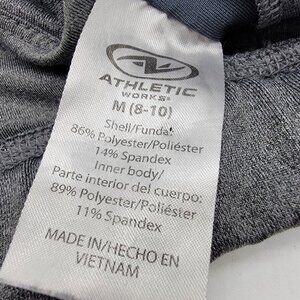 ATHLETIC
WORKS®
M (8-10)
Shell/Funda:
86% Polyester/Poliéster
14% Spandex
Inner body/
Parte interior del cuerpo:
89% Polyester/Poliéster
11% Spandex
MADE IN/HECHO EN
VIETNAM